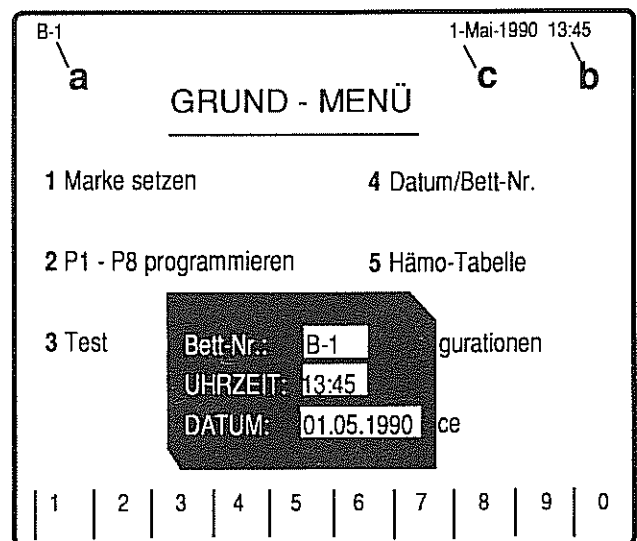 B-1 1-Mai-1990 13:45
a c b
GRUND - MENÜ
1 Marke setzen 4 Datum/Bett-Nr.
2 P1 - P8 programmieren 5 Hämo-Tabelle
3 Test gurationen
Bett-Nr.: B-1
UHRZEIT: 13:45
DATUM: 01.05.1990 ce
1 2 3 4 5 6 7 8 9 0